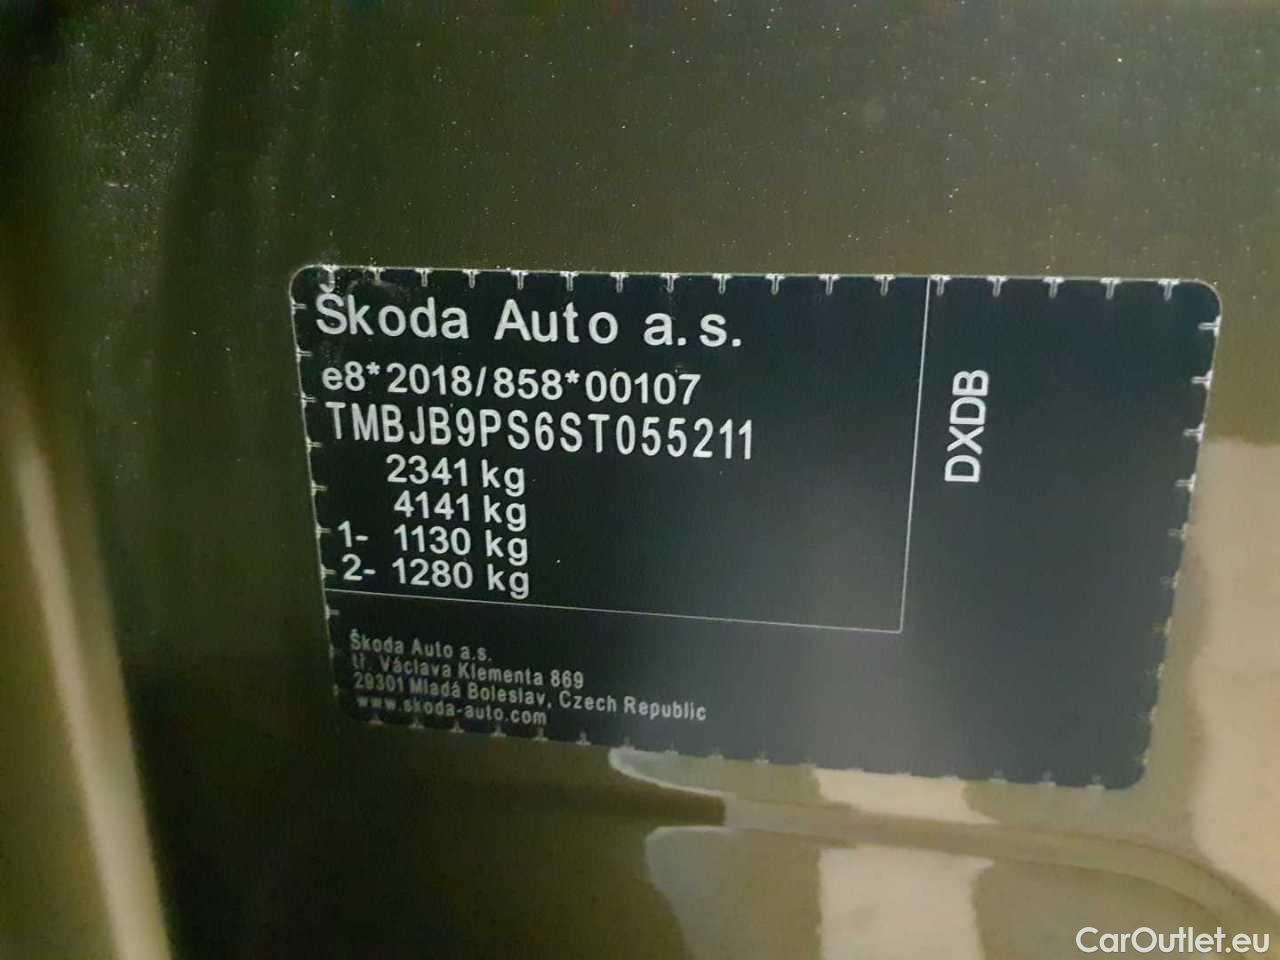 Škoda Auto a.s.
e8*2018/858*00107
TMBJB9PS6ST055211
2341 kg
4141 kg
1- 1130 kg
2- 1280 kg
DXDB
Škoda Auto a.s.
tř. Václava Klementa 869
29301 Mladá Boleslav, Czech Republic
www.skoda-auto.com
CarOutlet.eu